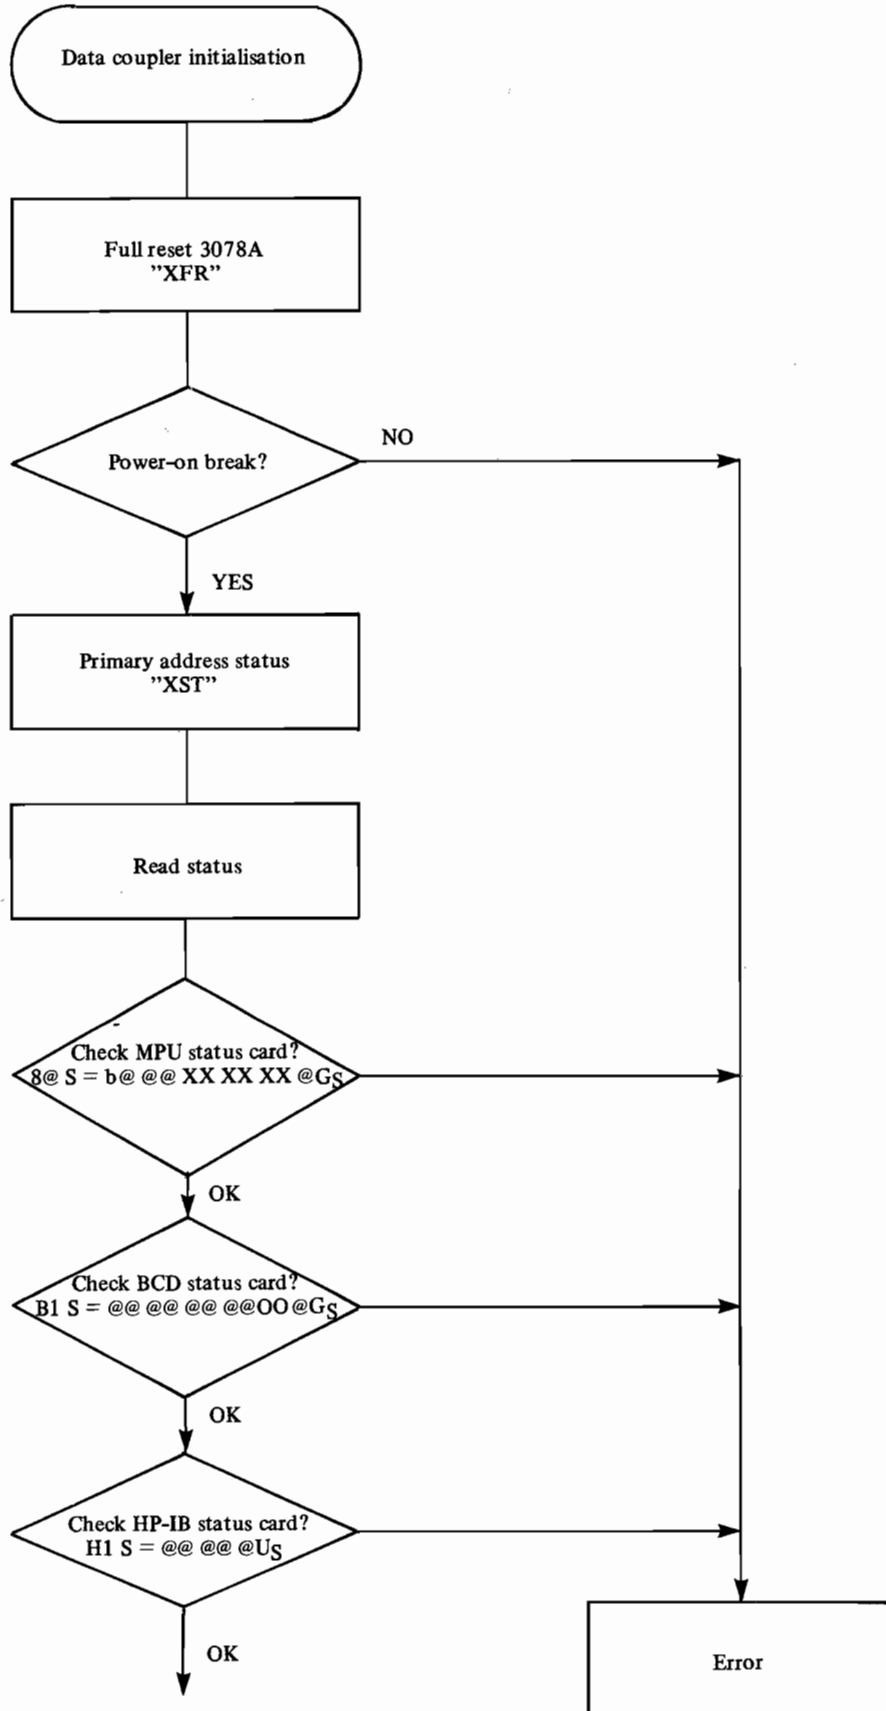 Data coupler initialisation
Full reset 3078A
”XFR”
Power-on break?
NO
YES
Primary address status
”XST”
Read status
Check MPU status card?
8@ S = b@ @@ XX XX XX @GS
OK
Check BCD status card?
B1 S = @@ @@ @@ @@OO@GS
OK
Check HP-IB status card?
H1 S = @@ @@ @US
OK
Error